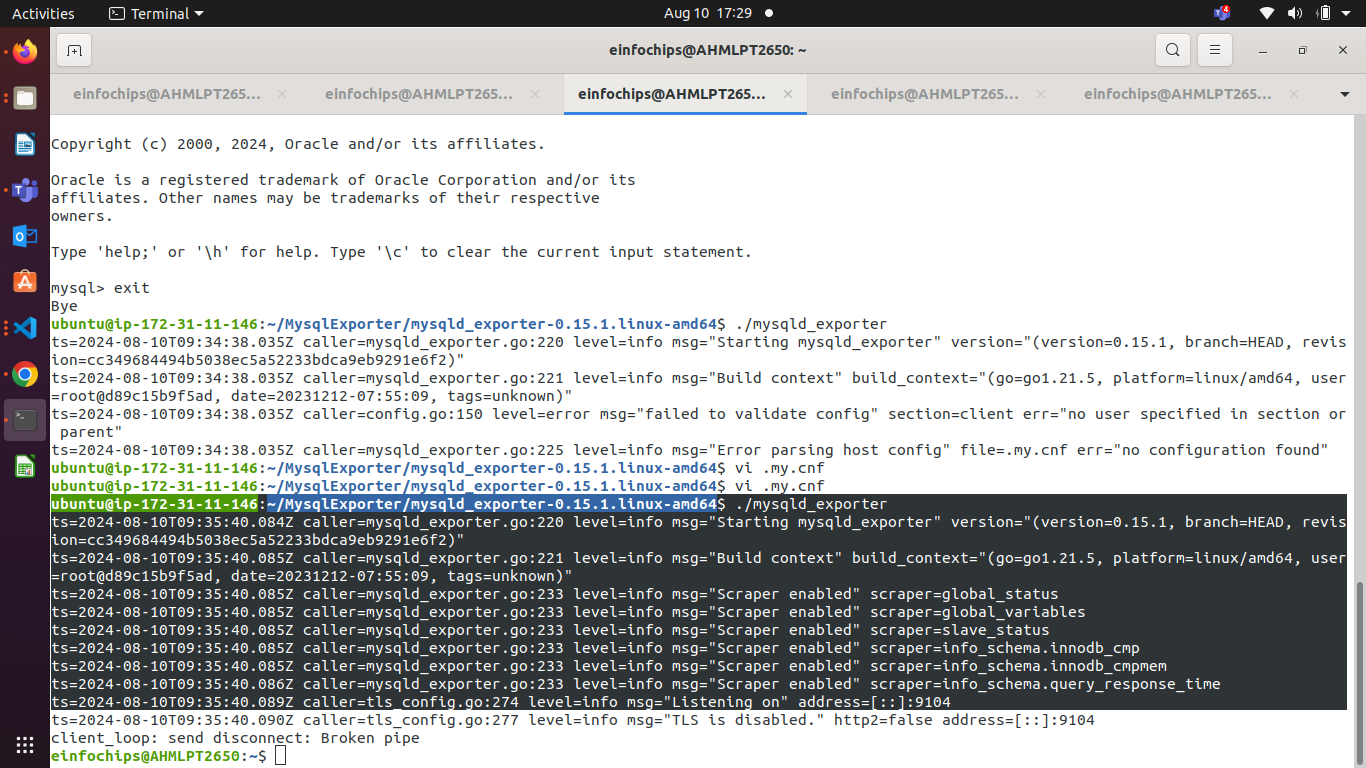 Activities
Terminal
Aug 10 17:29
4
einfochips@AHMLPT2650: ~
einfochips@AHMLPT265...
einfochips@AHMLPT265...
einfochips@AHMLPT265...
einfochips@AHMLPT265...
einfochips@AHMLPT265...
Copyright (c) 2000, 2024, Oracle and/or its affiliates.
Oracle is a registered trademark of Oracle Corporation and/or its
affiliates. Other names may be trademarks of their respective
owners.
Type 'help;' or '\h' for help. Type '\c' to clear the current input statement.
mysql> exit
Bye
ubuntu@ip-172-31-11-146:~/MysqlExporter/mysqld_exporter-0.15.1.linux-amd64$ ./mysqld_exporter
ts=2024-08-10T09:34:38.035Z caller=mysqld_exporter.go:220 level=info msg="Starting mysqld_exporter" version="(version=0.15.1, branch=HEAD, revis
ion=cc349684494b5038ec5a52233bdca9eb9291e6f2)"
ts=2024-08-10T09:34:38.035Z caller=mysqld_exporter.go:221 level=info msg="Build context" build_context="(go=go1.21.5, platform=linux/amd64, user
=root@d89c15b9f5ad, date=20231212-07:55:09, tags=unknown)"
ts=2024-08-10T09:34:38.035Z caller=config.go:150 level=error msg="failed to validate config" section=client err="no user specified in section or
 parent"
ts=2024-08-10T09:34:38.035Z caller=mysqld_exporter.go:225 level=info msg="Error parsing host config" file=.my.cnf err="no configuration found"
ubuntu@ip-172-31-11-146:~/MysqlExporter/mysqld_exporter-0.15.1.linux-amd64$ vi .my.cnf
ubuntu@ip-172-31-11-146:~/MysqlExporter/mysqld_exporter-0.15.1.linux-amd64$ vi .my.cnf
ubuntu@ip-172-31-11-146:~/MysqlExporter/mysqld_exporter-0.15.1.linux-amd64$ ./mysqld_exporter
ts=2024-08-10T09:35:40.084Z caller=mysqld_exporter.go:220 level=info msg="Starting mysqld_exporter" version="(version=0.15.1, branch=HEAD, revis
ion=cc349684494b5038ec5a52233bdca9eb9291e6f2)"
ts=2024-08-10T09:35:40.085Z caller=mysqld_exporter.go:221 level=info msg="Build context" build_context="(go=go1.21.5, platform=linux/amd64, user
=root@d89c15b9f5ad, date=20231212-07:55:09, tags=unknown)"
ts=2024-08-10T09:35:40.085Z caller=mysqld_exporter.go:233 level=info msg="Scraper enabled" scraper=global_status
ts=2024-08-10T09:35:40.085Z caller=mysqld_exporter.go:233 level=info msg="Scraper enabled" scraper=global_variables
ts=2024-08-10T09:35:40.085Z caller=mysqld_exporter.go:233 level=info msg="Scraper enabled" scraper=slave_status
ts=2024-08-10T09:35:40.085Z caller=mysqld_exporter.go:233 level=info msg="Scraper enabled" scraper=info_schema.innodb_cmp
ts=2024-08-10T09:35:40.085Z caller=mysqld_exporter.go:233 level=info msg="Scraper enabled" scraper=info_schema.innodb_cmpmem
ts=2024-08-10T09:35:40.086Z caller=mysqld_exporter.go:233 level=info msg="Scraper enabled" scraper=info_schema.query_response_time
ts=2024-08-10T09:35:40.089Z caller=tls_config.go:274 level=info msg="Listening on" address=[::]:9104
ts=2024-08-10T09:35:40.090Z caller=tls_config.go:277 level=info msg="TLS is disabled." http2=false address=[::]:9104
client_loop: send disconnect: Broken pipe
einfochips@AHMLPT2650:~$